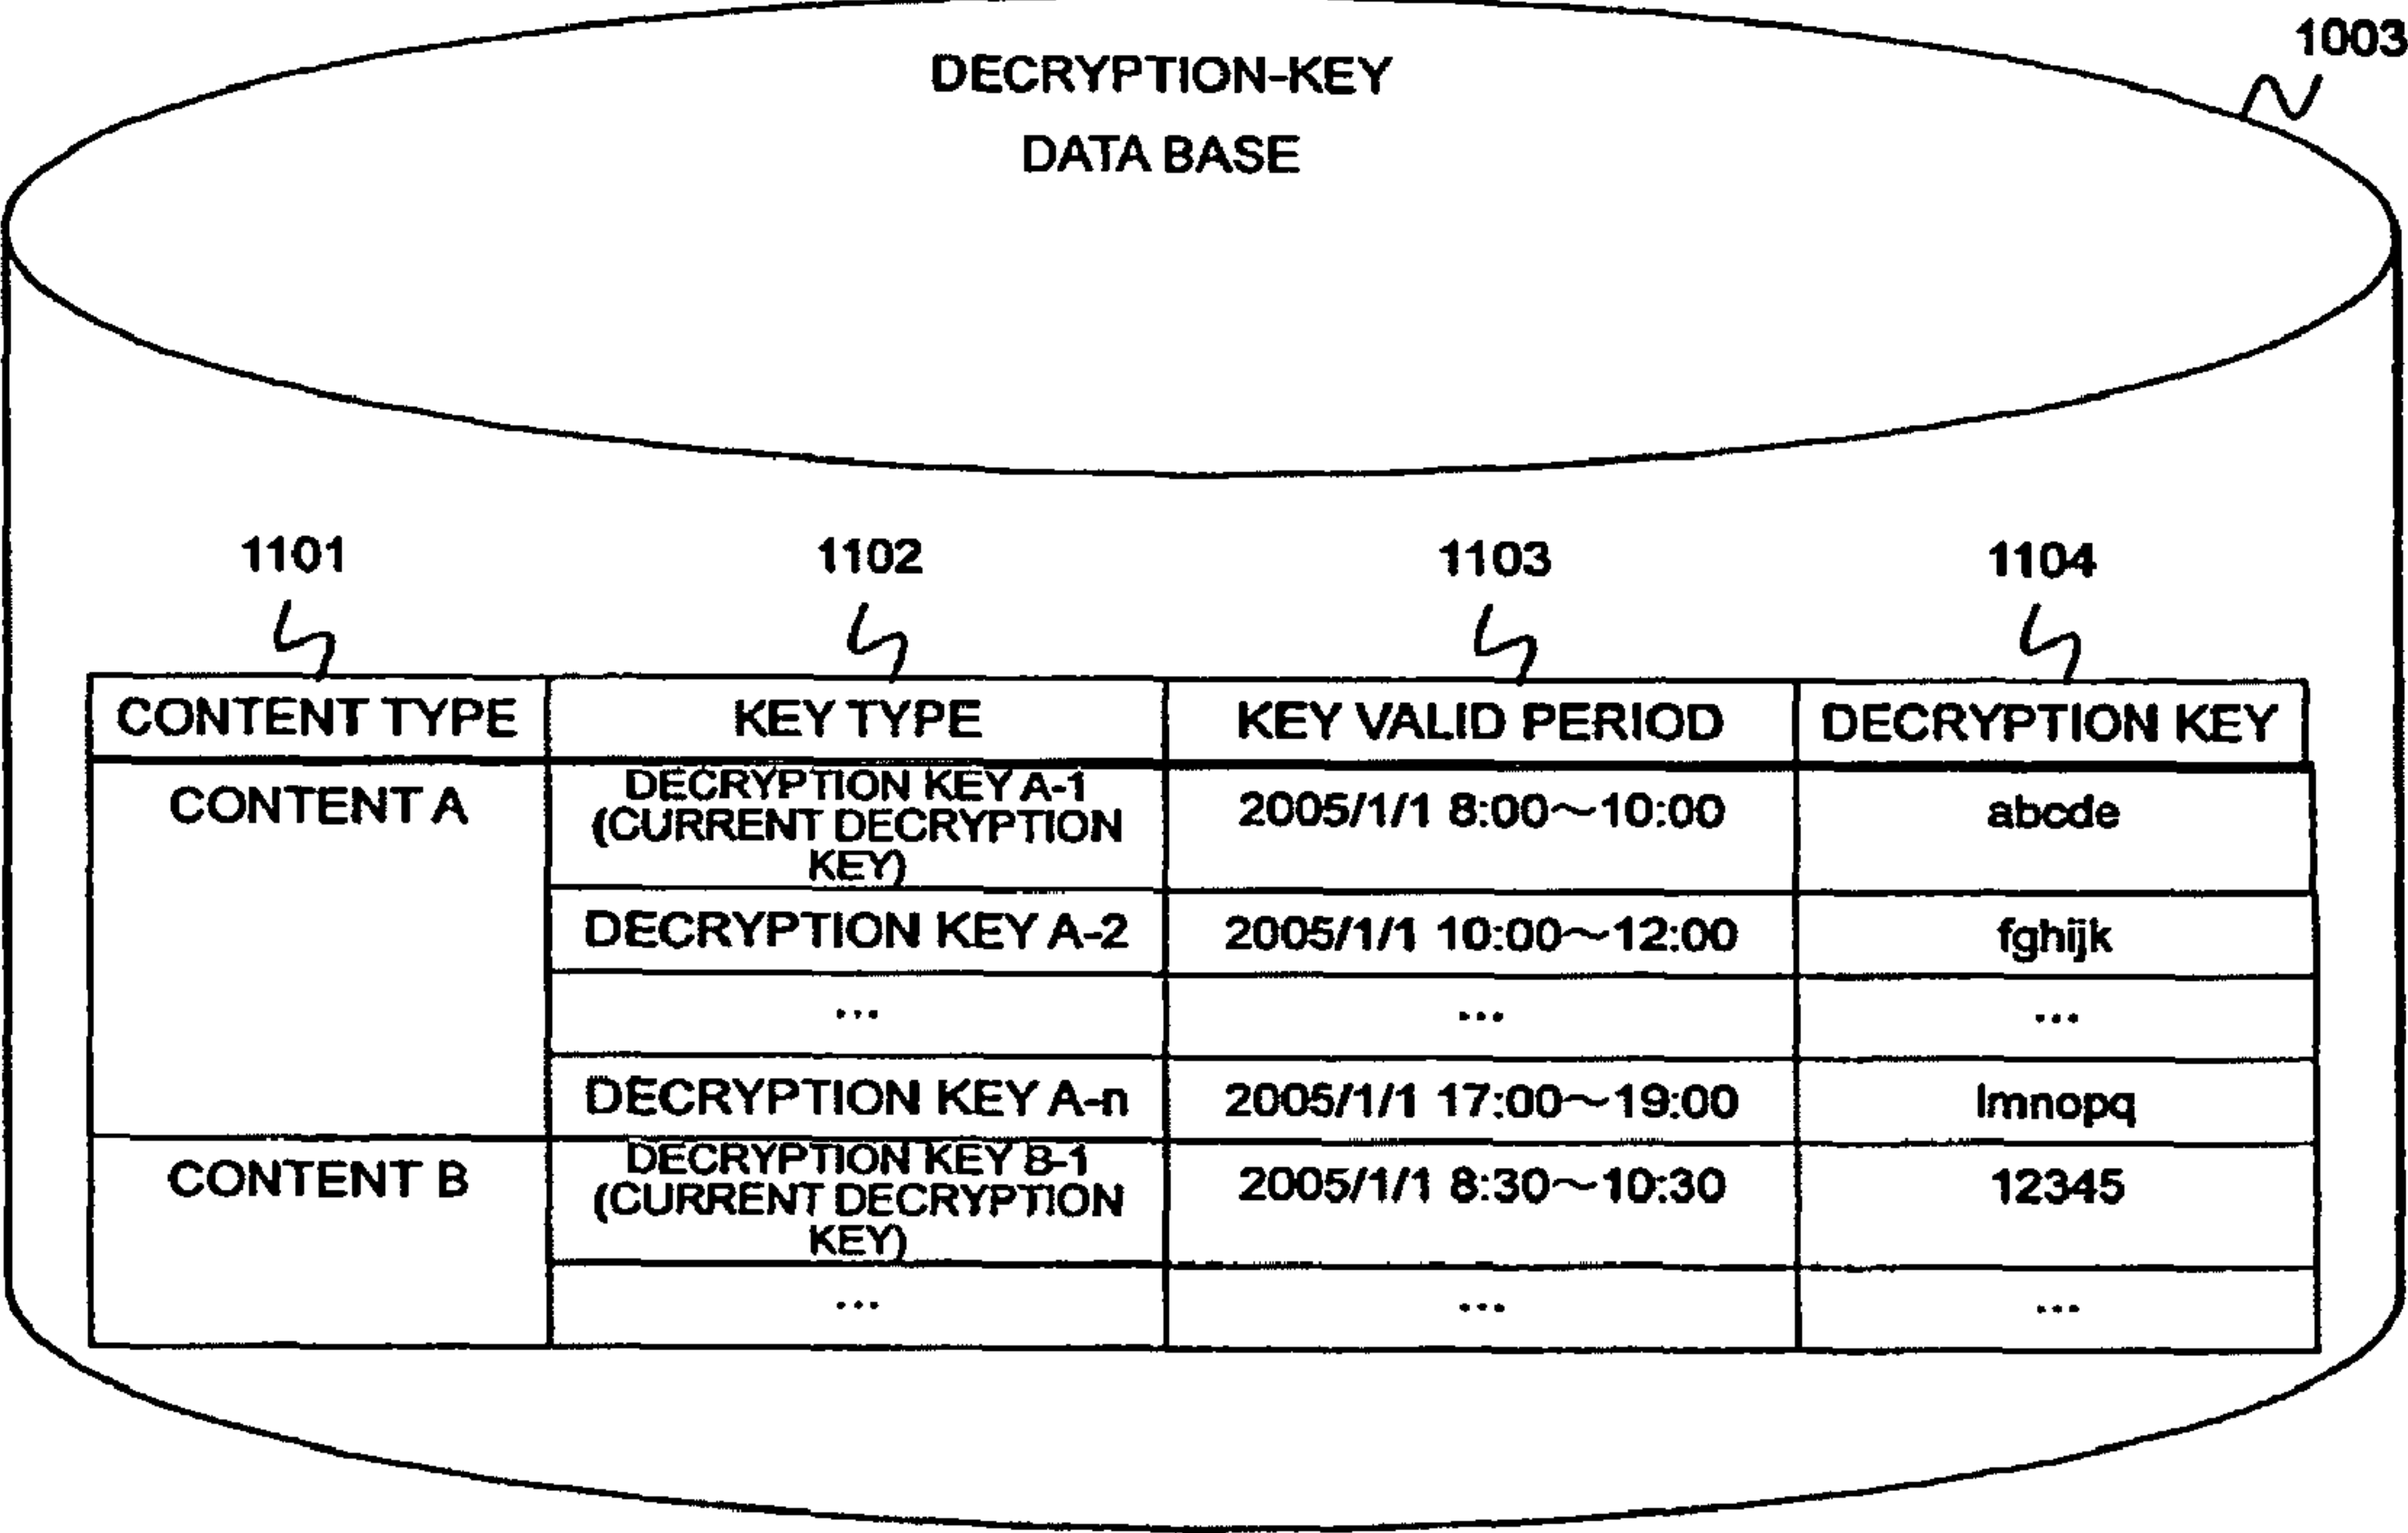 1003
DECRYPTION-KEY
DATA BASE
1101 1102 1103 1104
CONTENT TYPE KEY TYPE KEY VALID PERIOD DECRYPTION KEY
CONTENT A DECRYPTION KEY A-1 2005/1/1 8:00～10:00 abcde
(CURRENT DECRYPTION
KEY)
DECRYPTION KEY A-2 2005/1/1 10:00～12:00 fghijk
... ... ...
DECRYPTION KEY A-n 2005/1/1 17:00～19:00 lmnopq
CONTENT B DECRYPTION KEY B-1 2005/1/1 8:30～10:30 12345
(CURRENT DECRYPTION
KEY)
... ... ...